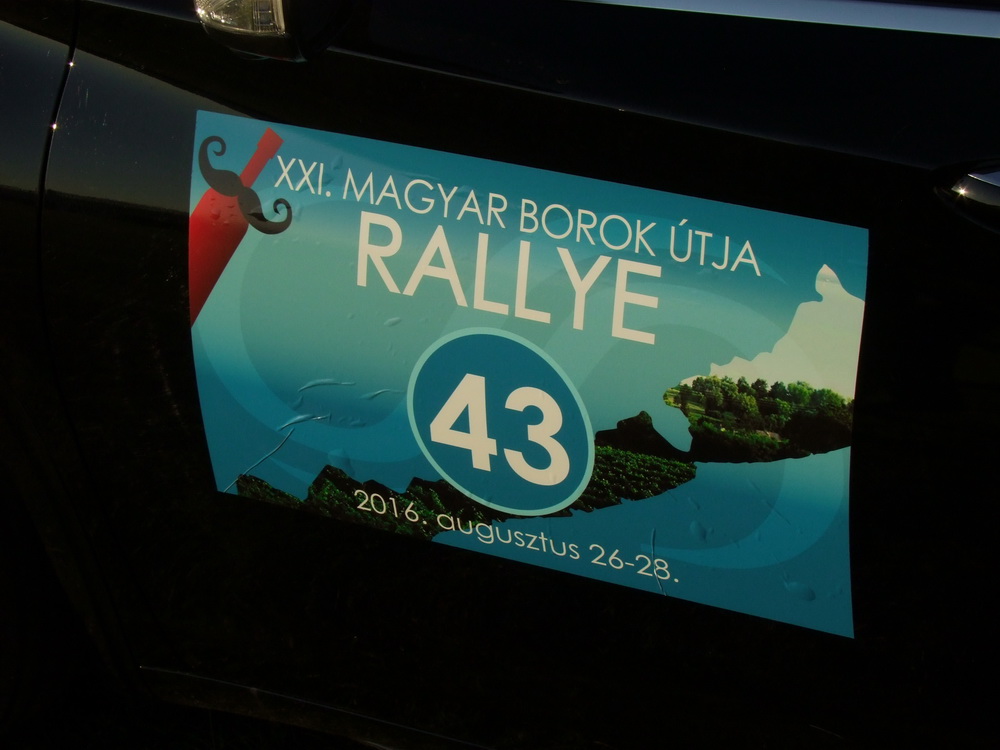 XXI. MAGYAR BOROK ÚTJA
RALLYE
43
2016. augusztus 26-28.